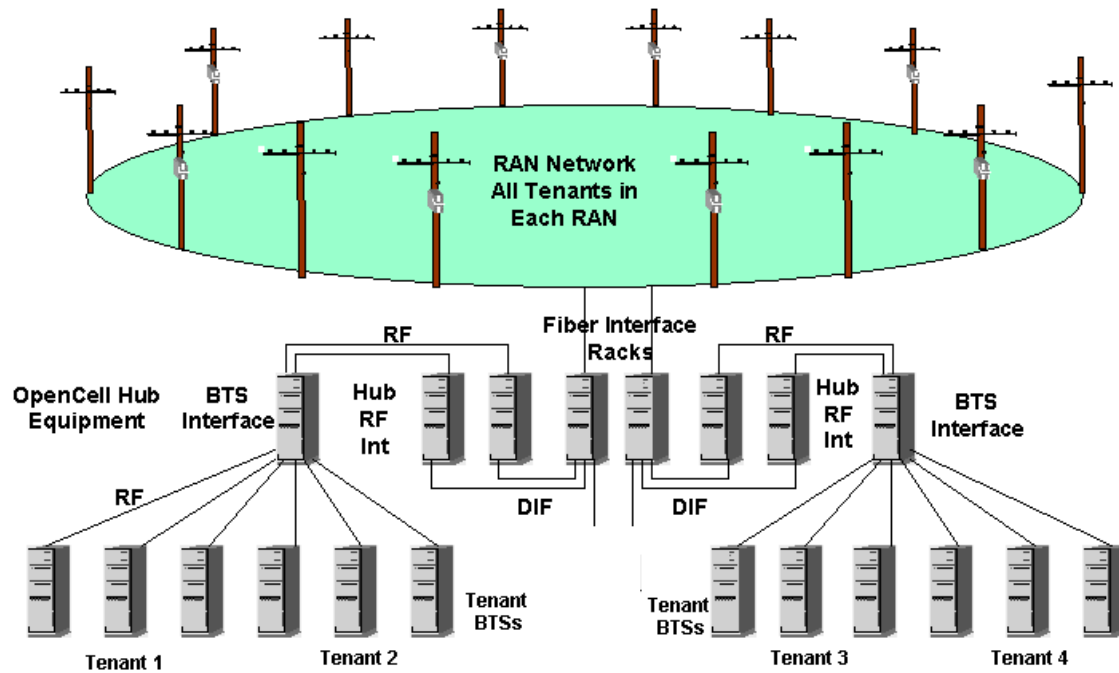 RAN Network
All Tenants in
Each RAN
Fiber Interface
Racks
RF
RF
OpenCell Hub
Equipment
BTS
Interface
Hub
RF
Int
Hub
RF
Int
BTS
Interface
RF
DIF
DIF
Tenant
BTSs
Tenant
BTSs
Tenant 1
Tenant 2
Tenant 3
Tenant 4